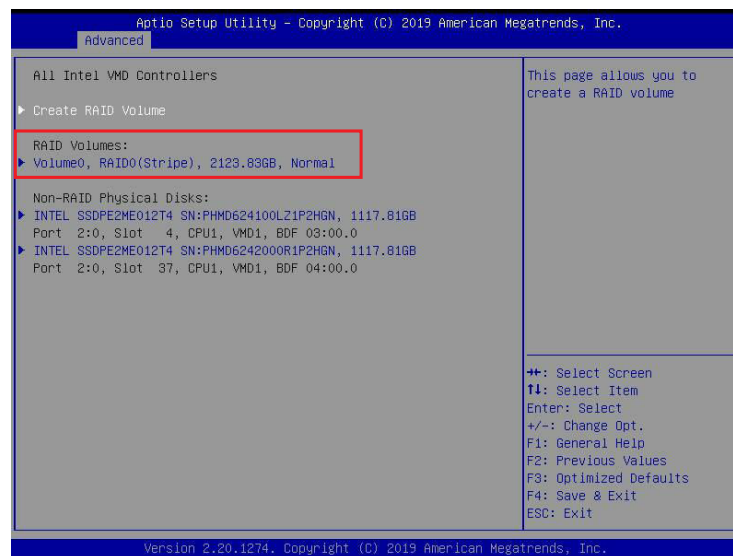 Aptio Setup Utility – Copyright (C) 2019 American Megatrends, Inc.
Advanced
All Intel VMD Controllers
Create RAID Volume
RAID Volumes:
Volume0, RAID0(Stripe), 2123.83GB, Normal
Non-RAID Physical Disks:
INTEL SSDPE2ME012T4 SN:PHMD624100LZ1P2HGN, 1117.81GB
Port 2:0, Slot 4, CPU1, VMD1, BDF 03:00.0
INTEL SSDPE2ME012T4 SN:PHMD6242000R1P2HGN, 1117.81GB
Port 2:0, Slot 37, CPU1, VMD1, BDF 04:00.0
This page allows you to
create a RAID volume
→←: Select Screen
↑↓: Select Item
Enter: Select
+/-: Change Opt.
F1: General Help
F2: Previous Values
F3: Optimized Defaults
F4: Save & Exit
ESC: Exit
Version 2.20.1274. Copyright (C) 2019 American Megatrends, Inc.